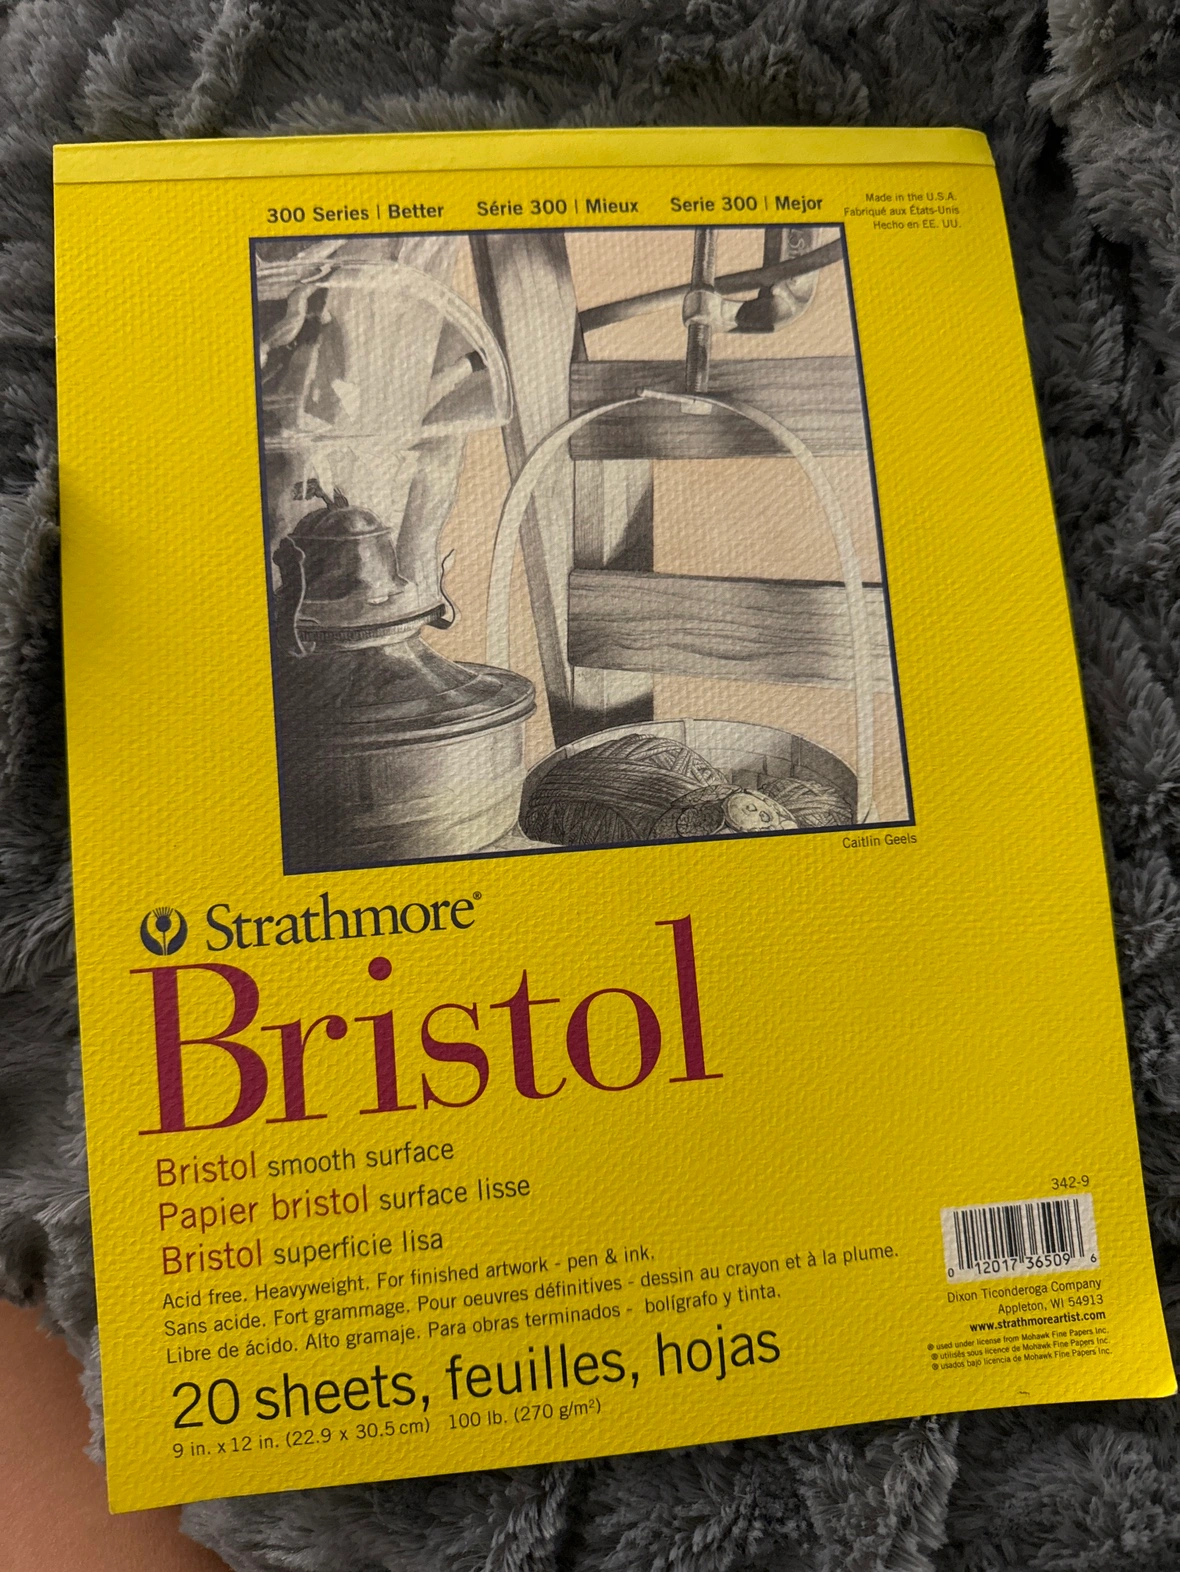 300 Series | Better Série 300 | Mieux Serie 300 | Mejor
Made in the U.S.A.
Fabriqué aux États-Unis
Hecho en EE. UU.
Caitlin Geels
Strathmore®
Bristol
Bristol smooth surface
Papier bristol surface lisse
Bristol superficie lisa
Acid free. Heavyweight. For finished artwork - pen & ink.
Sans acide. Fort grammage. Pour oeuvres définitives - dessin au crayon et à la plume.
Libre de ácido. Alto gramaje. Para obras terminados - bolígrafo y tinta.
20 sheets, feuilles, hojas
9 in. x 12 in. (22.9 x 30.5 cm) 100 lb. (270 g/m²)
342-9
0 12017 36509 6
Dixon Ticonderoga Company
Appleton, WI 54913
www.strathmoreartist.com
® used under license from Mohawk Fine Papers Inc.
® utilisés sous licence de Mohawk Fine Papers Inc.
® usados bajo licencia de Mohawk Fine Papers Inc.